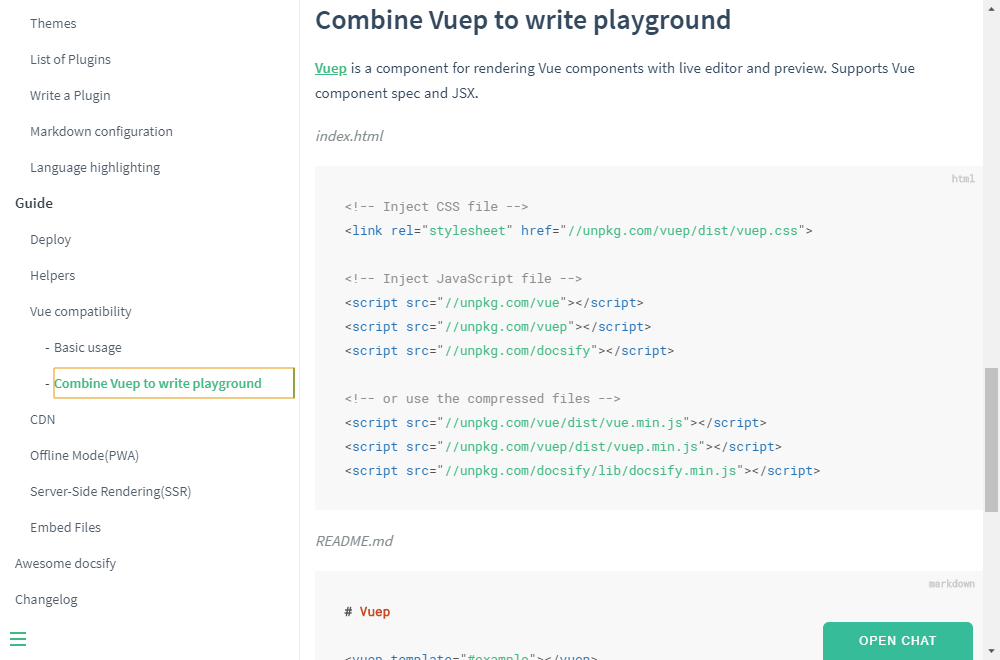 Themes
List of Plugins
Write a Plugin
Markdown configuration
Language highlighting
Guide
Deploy
Helpers
Vue compatibility
- Basic usage
- Combine Vuep to write playground
CDN
Offline Mode(PWA)
Server-Side Rendering(SSR)
Embed Files
Awesome docsify
Changelog
Combine Vuep to write playground
Vuep is a component for rendering Vue components with live editor and preview. Supports Vue
component spec and JSX.
index.html
html
<!-- Inject CSS file -->
<link rel="stylesheet" href="//unpkg.com/vuep/dist/vuep.css">
<!-- Inject JavaScript file -->
<script src="//unpkg.com/vue"></script>
<script src="//unpkg.com/vuep"></script>
<script src="//unpkg.com/docsify"></script>
<!-- or use the compressed files -->
<script src="//unpkg.com/vue/dist/vue.min.js"></script>
<script src="//unpkg.com/vuep/dist/vuep.min.js"></script>
<script src="//unpkg.com/docsify/lib/docsify.min.js"></script>
README.md
markdown
# Vuep
<vuep template="#example"></vuep>
OPEN CHAT